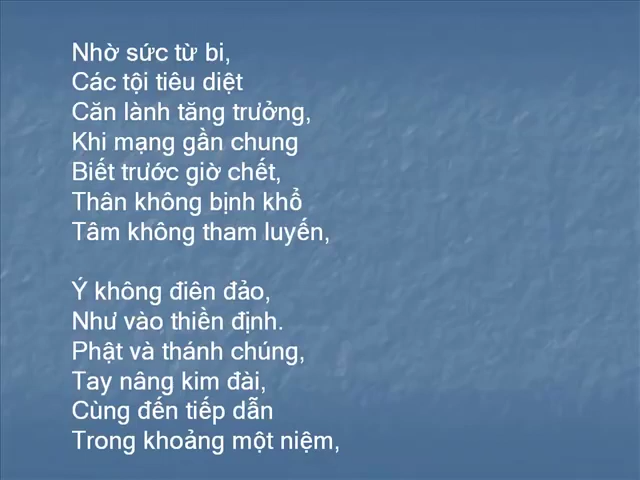 Nhờ sức từ bi,
Các tội tiêu diệt
Căn lành tăng trưởng,
Khi mạng gần chung
Biết trước giờ chết,
Thân không bịnh khổ
Tâm không tham luyến,
Ý không điên đảo,
Như vào thiền định.
Phật và thánh chúng,
Tay nâng kim đài,
Cùng đến tiếp dẫn
Trong khoảng một niệm,